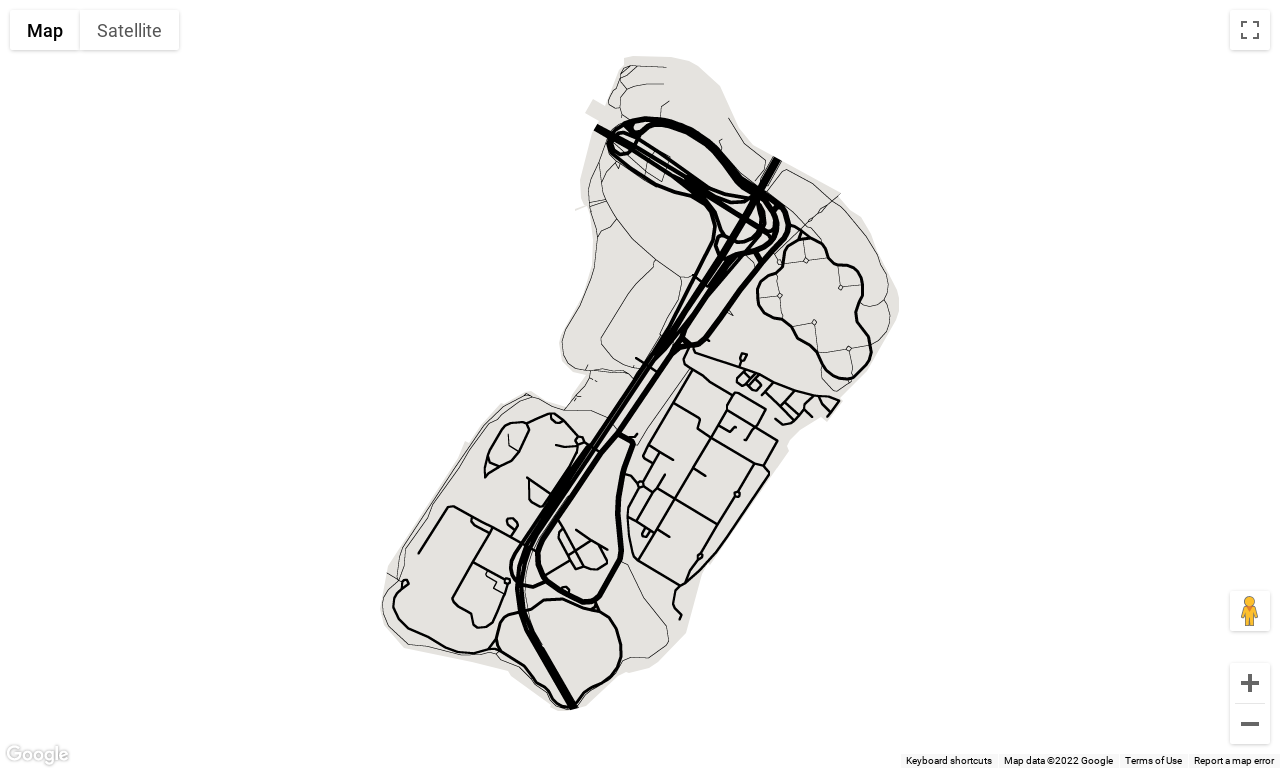 Map Satellite
Google
Keyboard shortcuts Map data ©2022 Google Terms of Use Report a map error